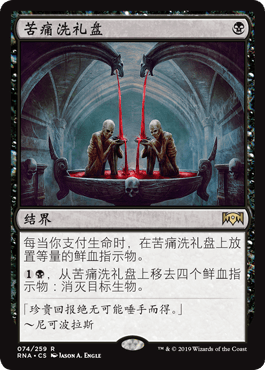 苦痛洗礼盘
结界
每当你支付生命时，在苦痛洗礼盘上放
置等量的鲜血指示物。
1，从苦痛洗礼盘上移去四个鲜血指
示物：消灭目标生物。
「珍贵回报绝无可能唾手而得。」
～尼可波拉斯
074/259 R
RNA • CS JASON A. ENGLE
™ & © 2019 Wizards of the Coast